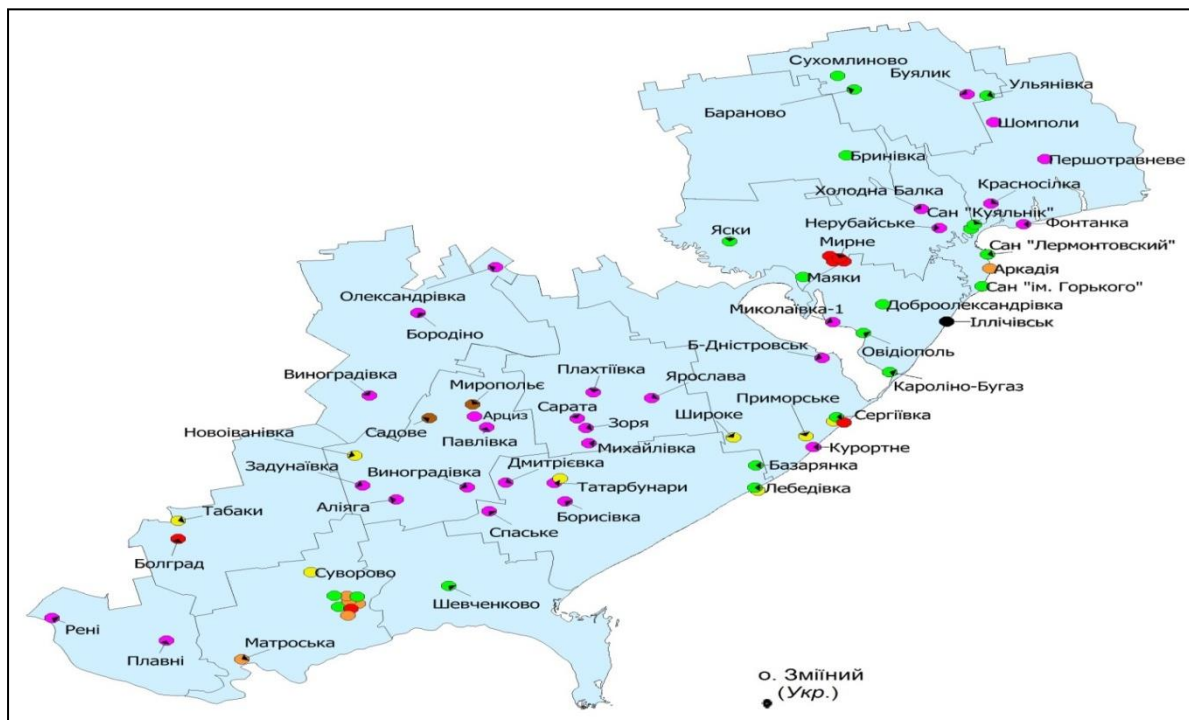 Сухомлиново
Буялик
Ульянівка
Бараново
Шомполи
Бринівка
Першотравневе
Холодна Балка
Красносілка
Сан "Куяльнік"
Яски
Нерубайське
Фонтанка
Мирне
Сан "Лермонтовский"
Аркадія
Маяки
Сан "ім. Горького"
Олександрівка
Доброолександрівка
Миколаївка-1
Іллічівськ
Бородіно
Б-Дністровськ
Овідіополь
Виноградівка
Миропольє
Плахтіївка
Ярослава
Кароліно-Бугаз
Приморське
Арциз
Сарата
Широке
Сергіївка
Новоіванівка
Садове
Павлівка
Зоря
Михайлівка
Курортне
Задунаївка
Виноградівка
Дмитрієвка
Базарянка
Татарбунари
Лебедівка
Табаки
Аліяга
Спаське
Борисівка
Болград
Суворово
Шевченково
Рені
Плавні
Матроська
о. Зміїний
(Укр.)